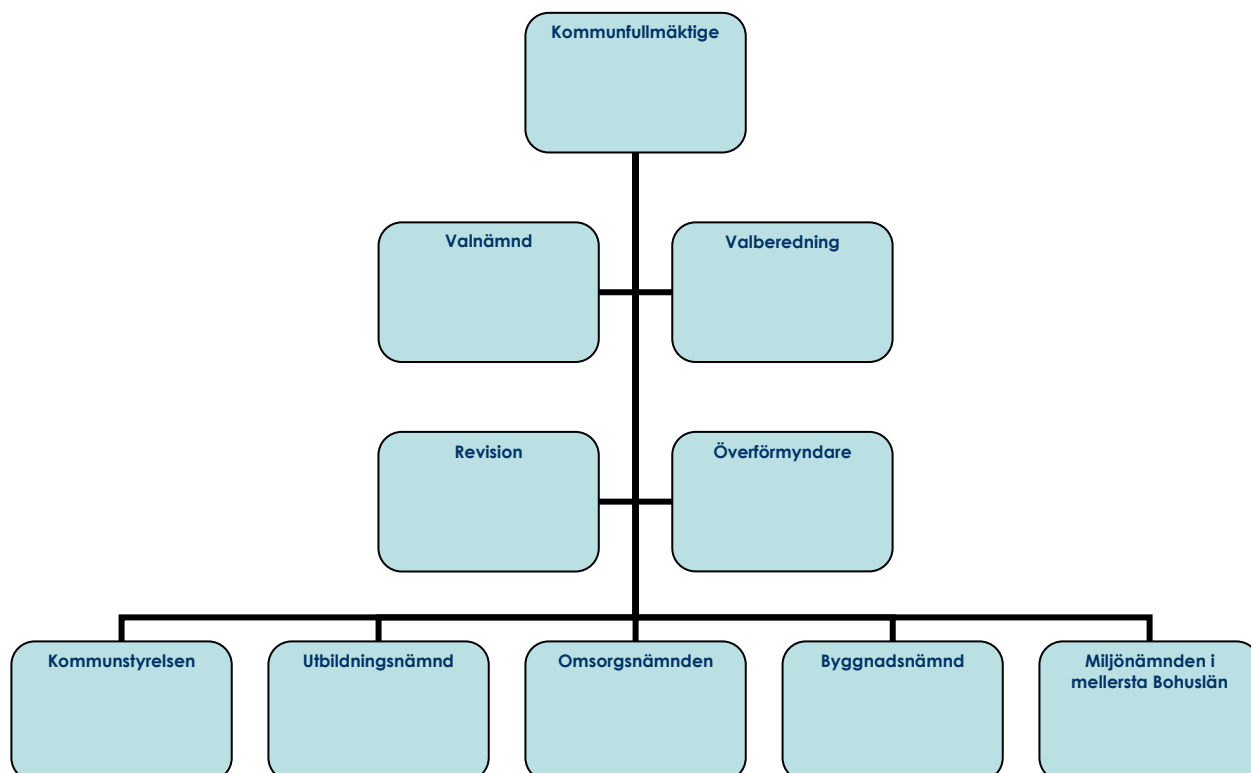 Kommunfullmäktige
Valnämnd
Valberedning
Revision
Överförmyndare
Kommunstyrelsen
Utbildningsnämnd
Omsorgsnämnden
Byggnadsnämnd
Miljönämnden i
mellersta Bohuslän